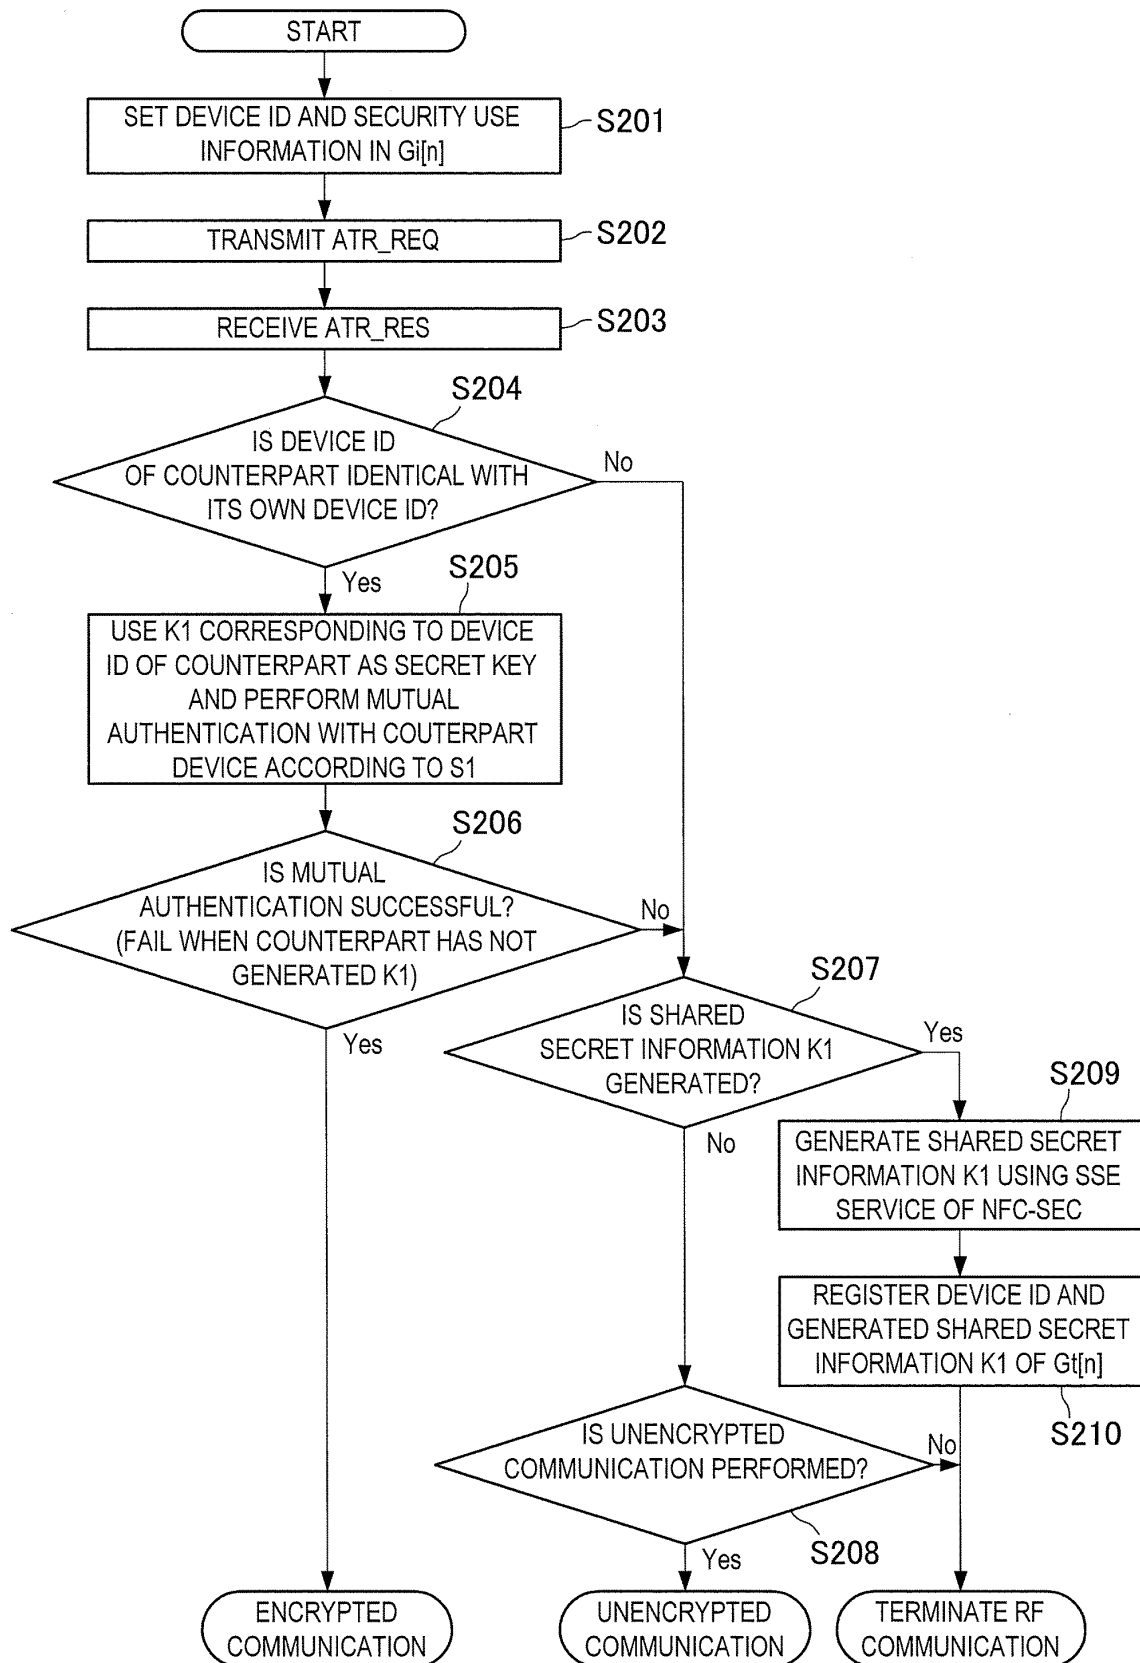 START
SET DEVICE ID AND SECURITY USE
INFORMATION IN Gi[n]
S201
TRANSMIT ATR_REQ
S202
RECEIVE ATR_RES
S203
S204
IS DEVICE ID
OF COUNTERPART IDENTICAL WITH
ITS OWN DEVICE ID?
No
Yes
S205
USE K1 CORRESPONDING TO DEVICE
ID OF COUNTERPART AS SECRET KEY
AND PERFORM MUTUAL
AUTHENTICATION WITH COUTERPART
DEVICE ACCORDING TO S1
S206
IS MUTUAL
AUTHENTICATION SUCCESSFUL?
(FAIL WHEN COUNTERPART HAS NOT
GENERATED K1)
No
Yes
S207
IS SHARED
SECRET INFORMATION K1
GENERATED?
Yes
No
S209
GENERATE SHARED SECRET
INFORMATION K1 USING SSE
SERVICE OF NFC-SEC
REGISTER DEVICE ID AND
GENERATED SHARED SECRET
INFORMATION K1 OF Gt[n]
S210
IS UNENCRYPTED
COMMUNICATION PERFORMED?
No
S208
Yes
ENCRYPTED
COMMUNICATION
UNENCRYPTED
COMMUNICATION
TERMINATE RF
COMMUNICATION